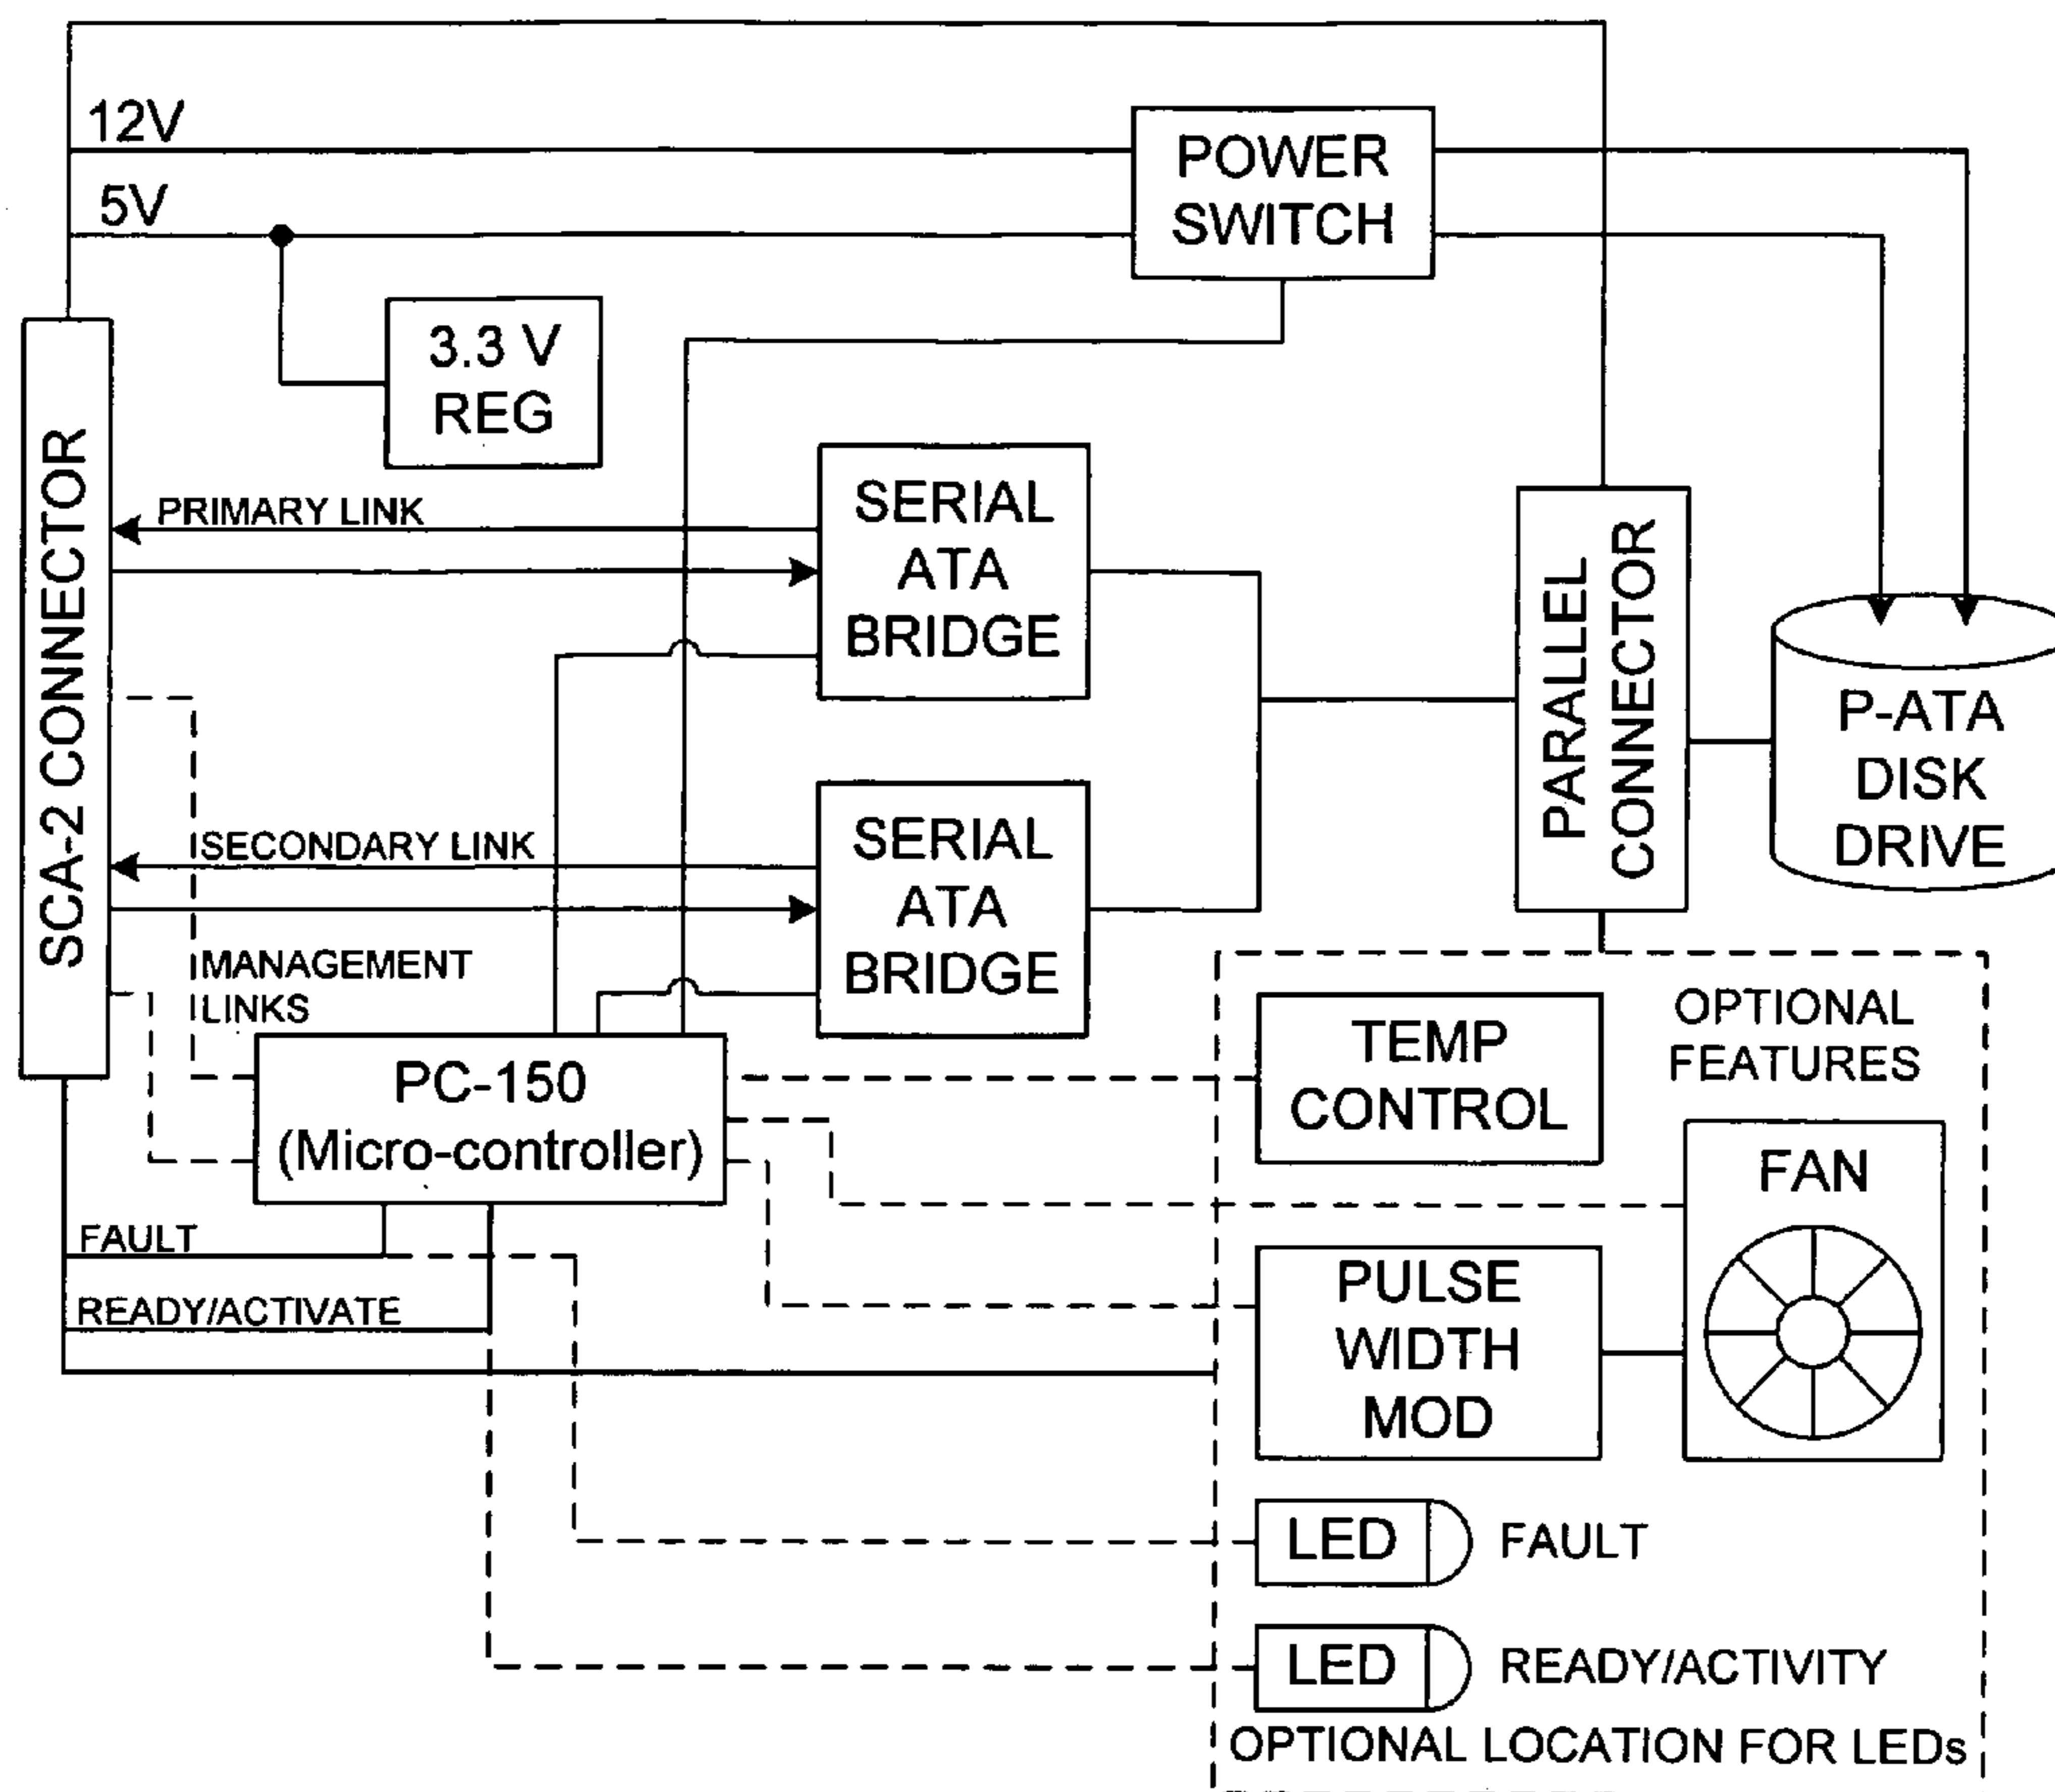 12V
5V
POWER
SWITCH
3.3 V
REG
SCA-2 CONNECTOR
PRIMARY LINK
SERIAL
ATA
BRIDGE
PARALLEL
CONNECTOR
P-ATA
DISK
DRIVE
SECONDARY LINK
SERIAL
ATA
BRIDGE
MANAGEMENT
LINKS
PC-150
(Micro-controller)
OPTIONAL
FEATURES
TEMP
CONTROL
FAN
FAULT
READY/ACTIVATE
PULSE
WIDTH
MOD
LED
FAULT
LED
READY/ACTIVITY
OPTIONAL LOCATION FOR LEDs